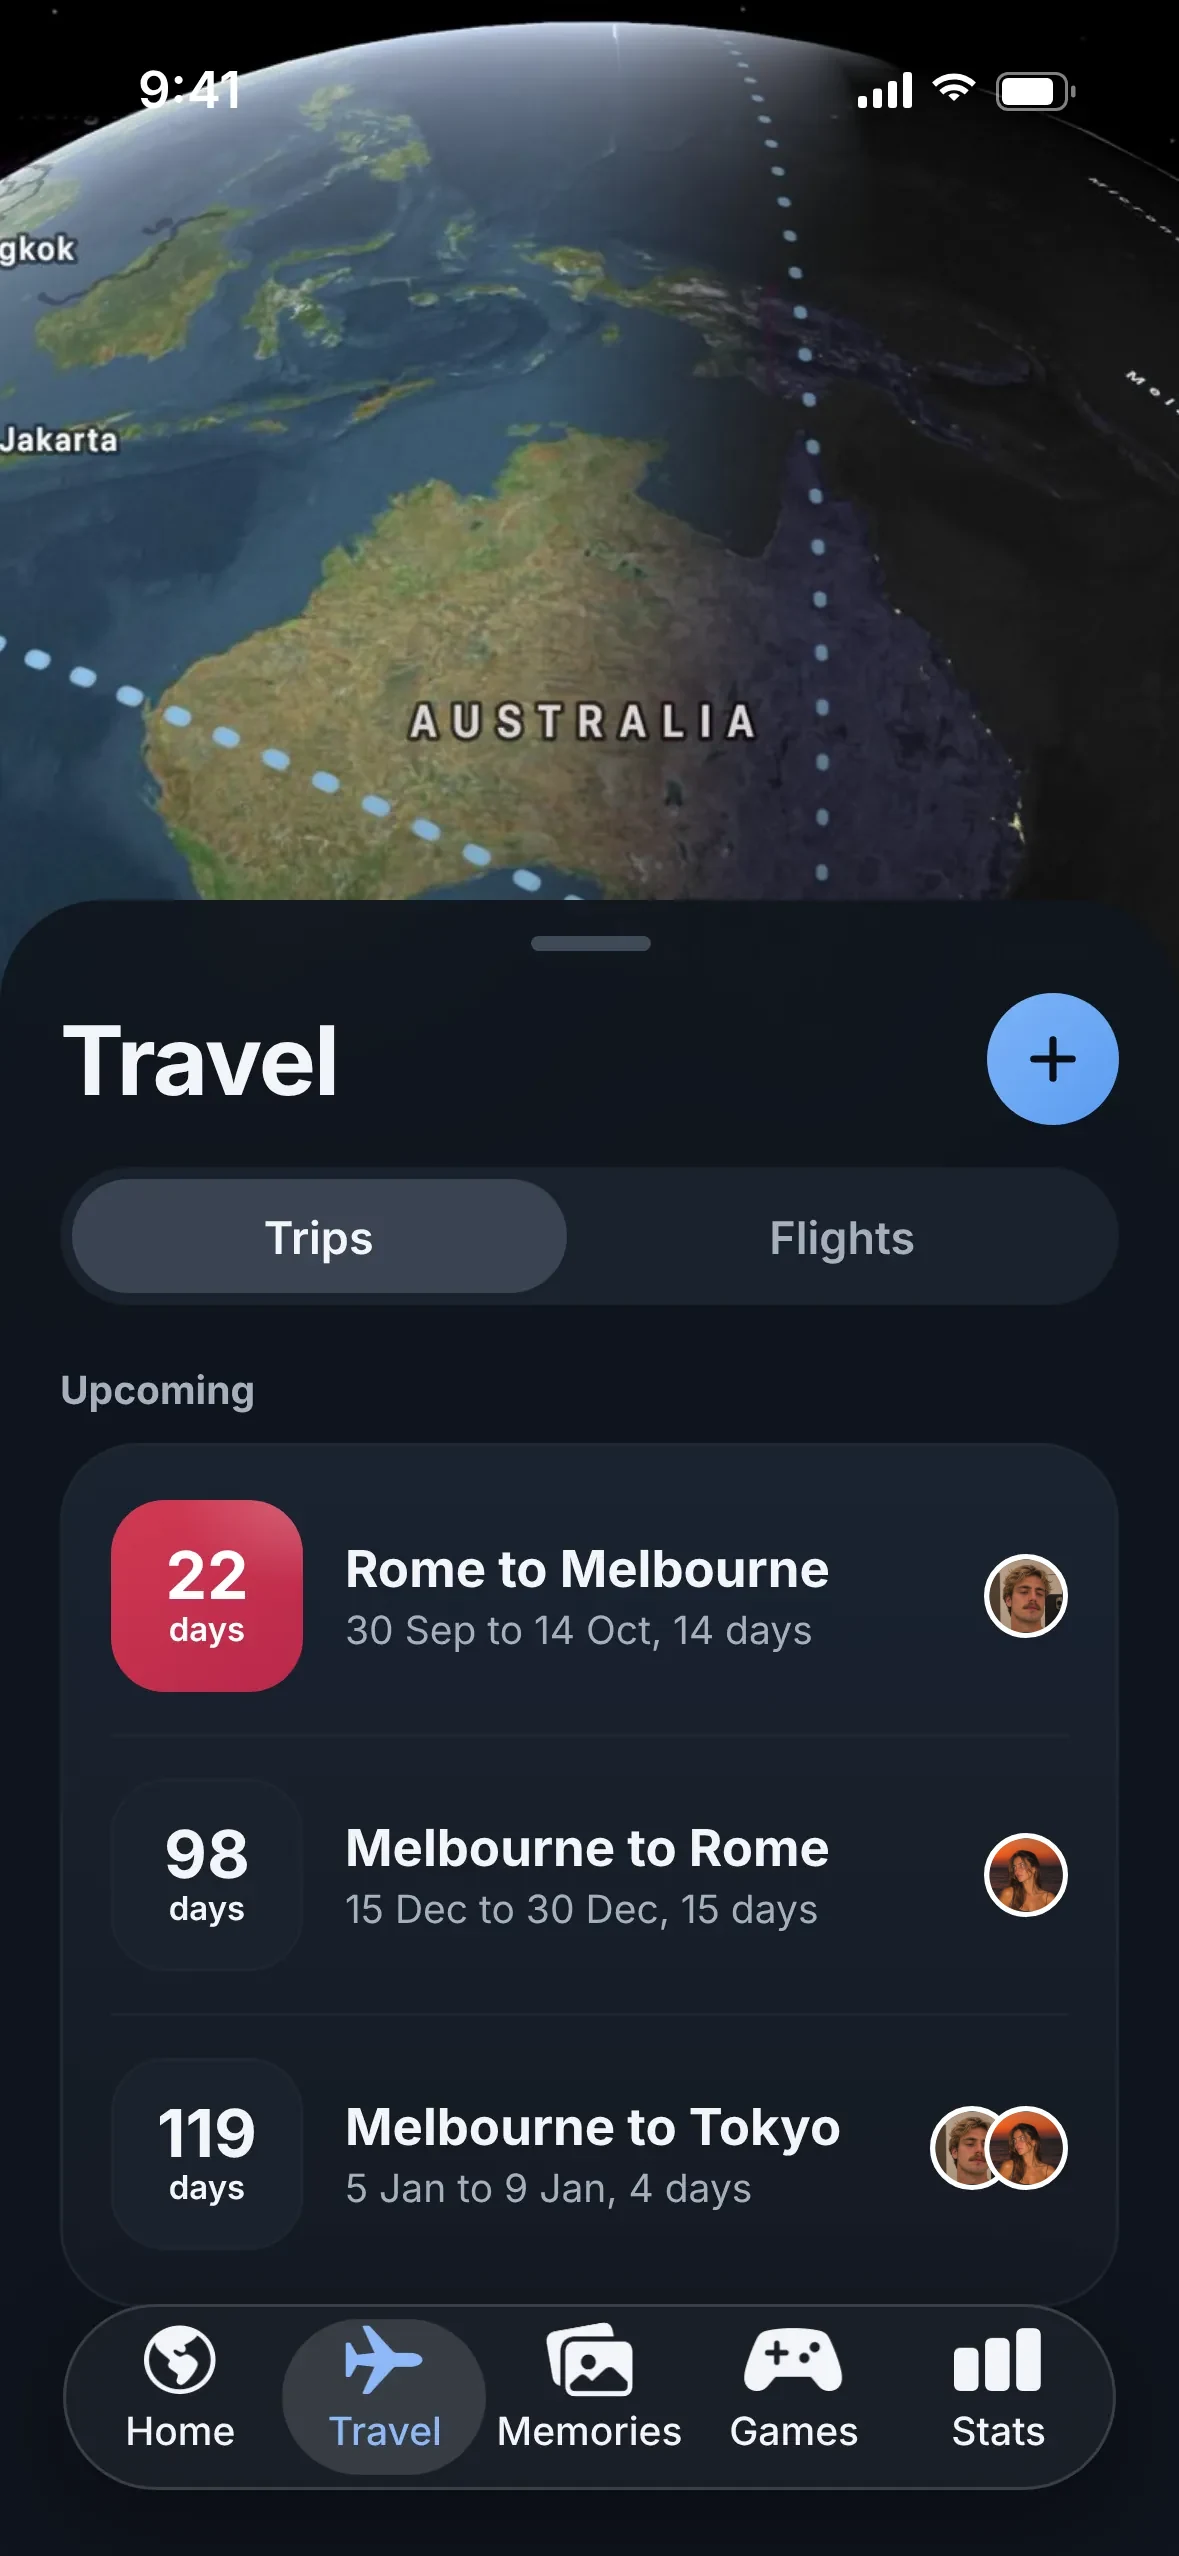 9:41
gkok
Jakarta
AUSTRALIA
Travel
Trips
Flights
Upcoming
22
days
Rome to Melbourne
30 Sep to 14 Oct, 14 days
98
days
Melbourne to Rome
15 Dec to 30 Dec, 15 days
119
days
Melbourne to Tokyo
5 Jan to 9 Jan, 4 days
Home
Travel
Memories
Games
Stats